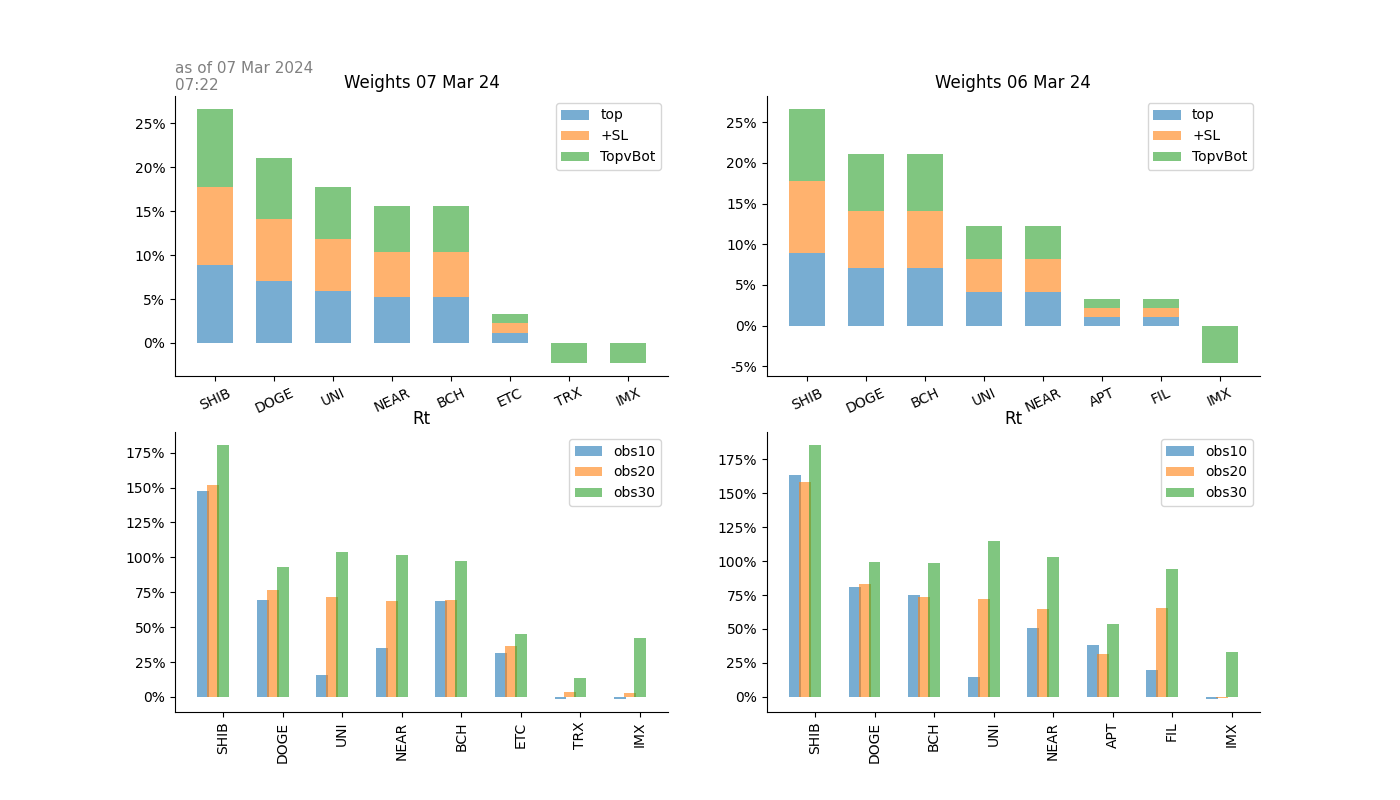 as of 07 Mar 2024
07:22
Weights 07 Mar 24
25%
20%
15%
10%
5%
0%
top
+SL
TopvBot
SHIB
DOGE
UNI
NEAR
BCH
ETC
TRX
IMX
Weights 06 Mar 24
25%
20%
15%
10%
5%
0%
-5%
top
+SL
TopvBot
SHIB
DOGE
BCH
UNI
NEAR
APT
FIL
IMX
Rt
175%
150%
125%
100%
75%
50%
25%
0%
obs10
obs20
obs30
SHIB
DOGE
UNI
NEAR
BCH
ETC
TRX
IMX
Rt
175%
150%
125%
100%
75%
50%
25%
0%
obs10
obs20
obs30
SHIB
DOGE
BCH
UNI
NEAR
APT
FIL
IMX